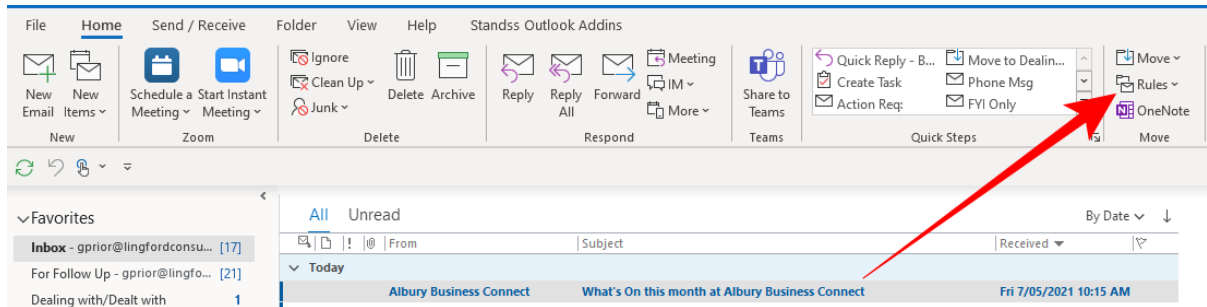 File Home Send / Receive Folder View Help Standss Outlook Addins
Ignore Meeting Quick Reply - B... Move to Dealin... Move
Clean Up IM Create Task Phone Msg Rules
Junk More Action Req: FYI Only OneNote
New Email
New Items
Schedule a Meeting
Start Instant Meeting
Delete Archive
Reply
Reply All
Forward
Share to Teams
New Zoom Delete Respond Teams Quick Steps Move
Favorites
Inbox - gprior@lingfordconsu... [17]
For Follow Up - gprior@lingfo... [21]
Dealing with/Dealt with 1
All Unread By Date
! From Subject Received
Today
Albury Business Connect What's On this month at Albury Business Connect Fri 7/05/2021 10:15 AM